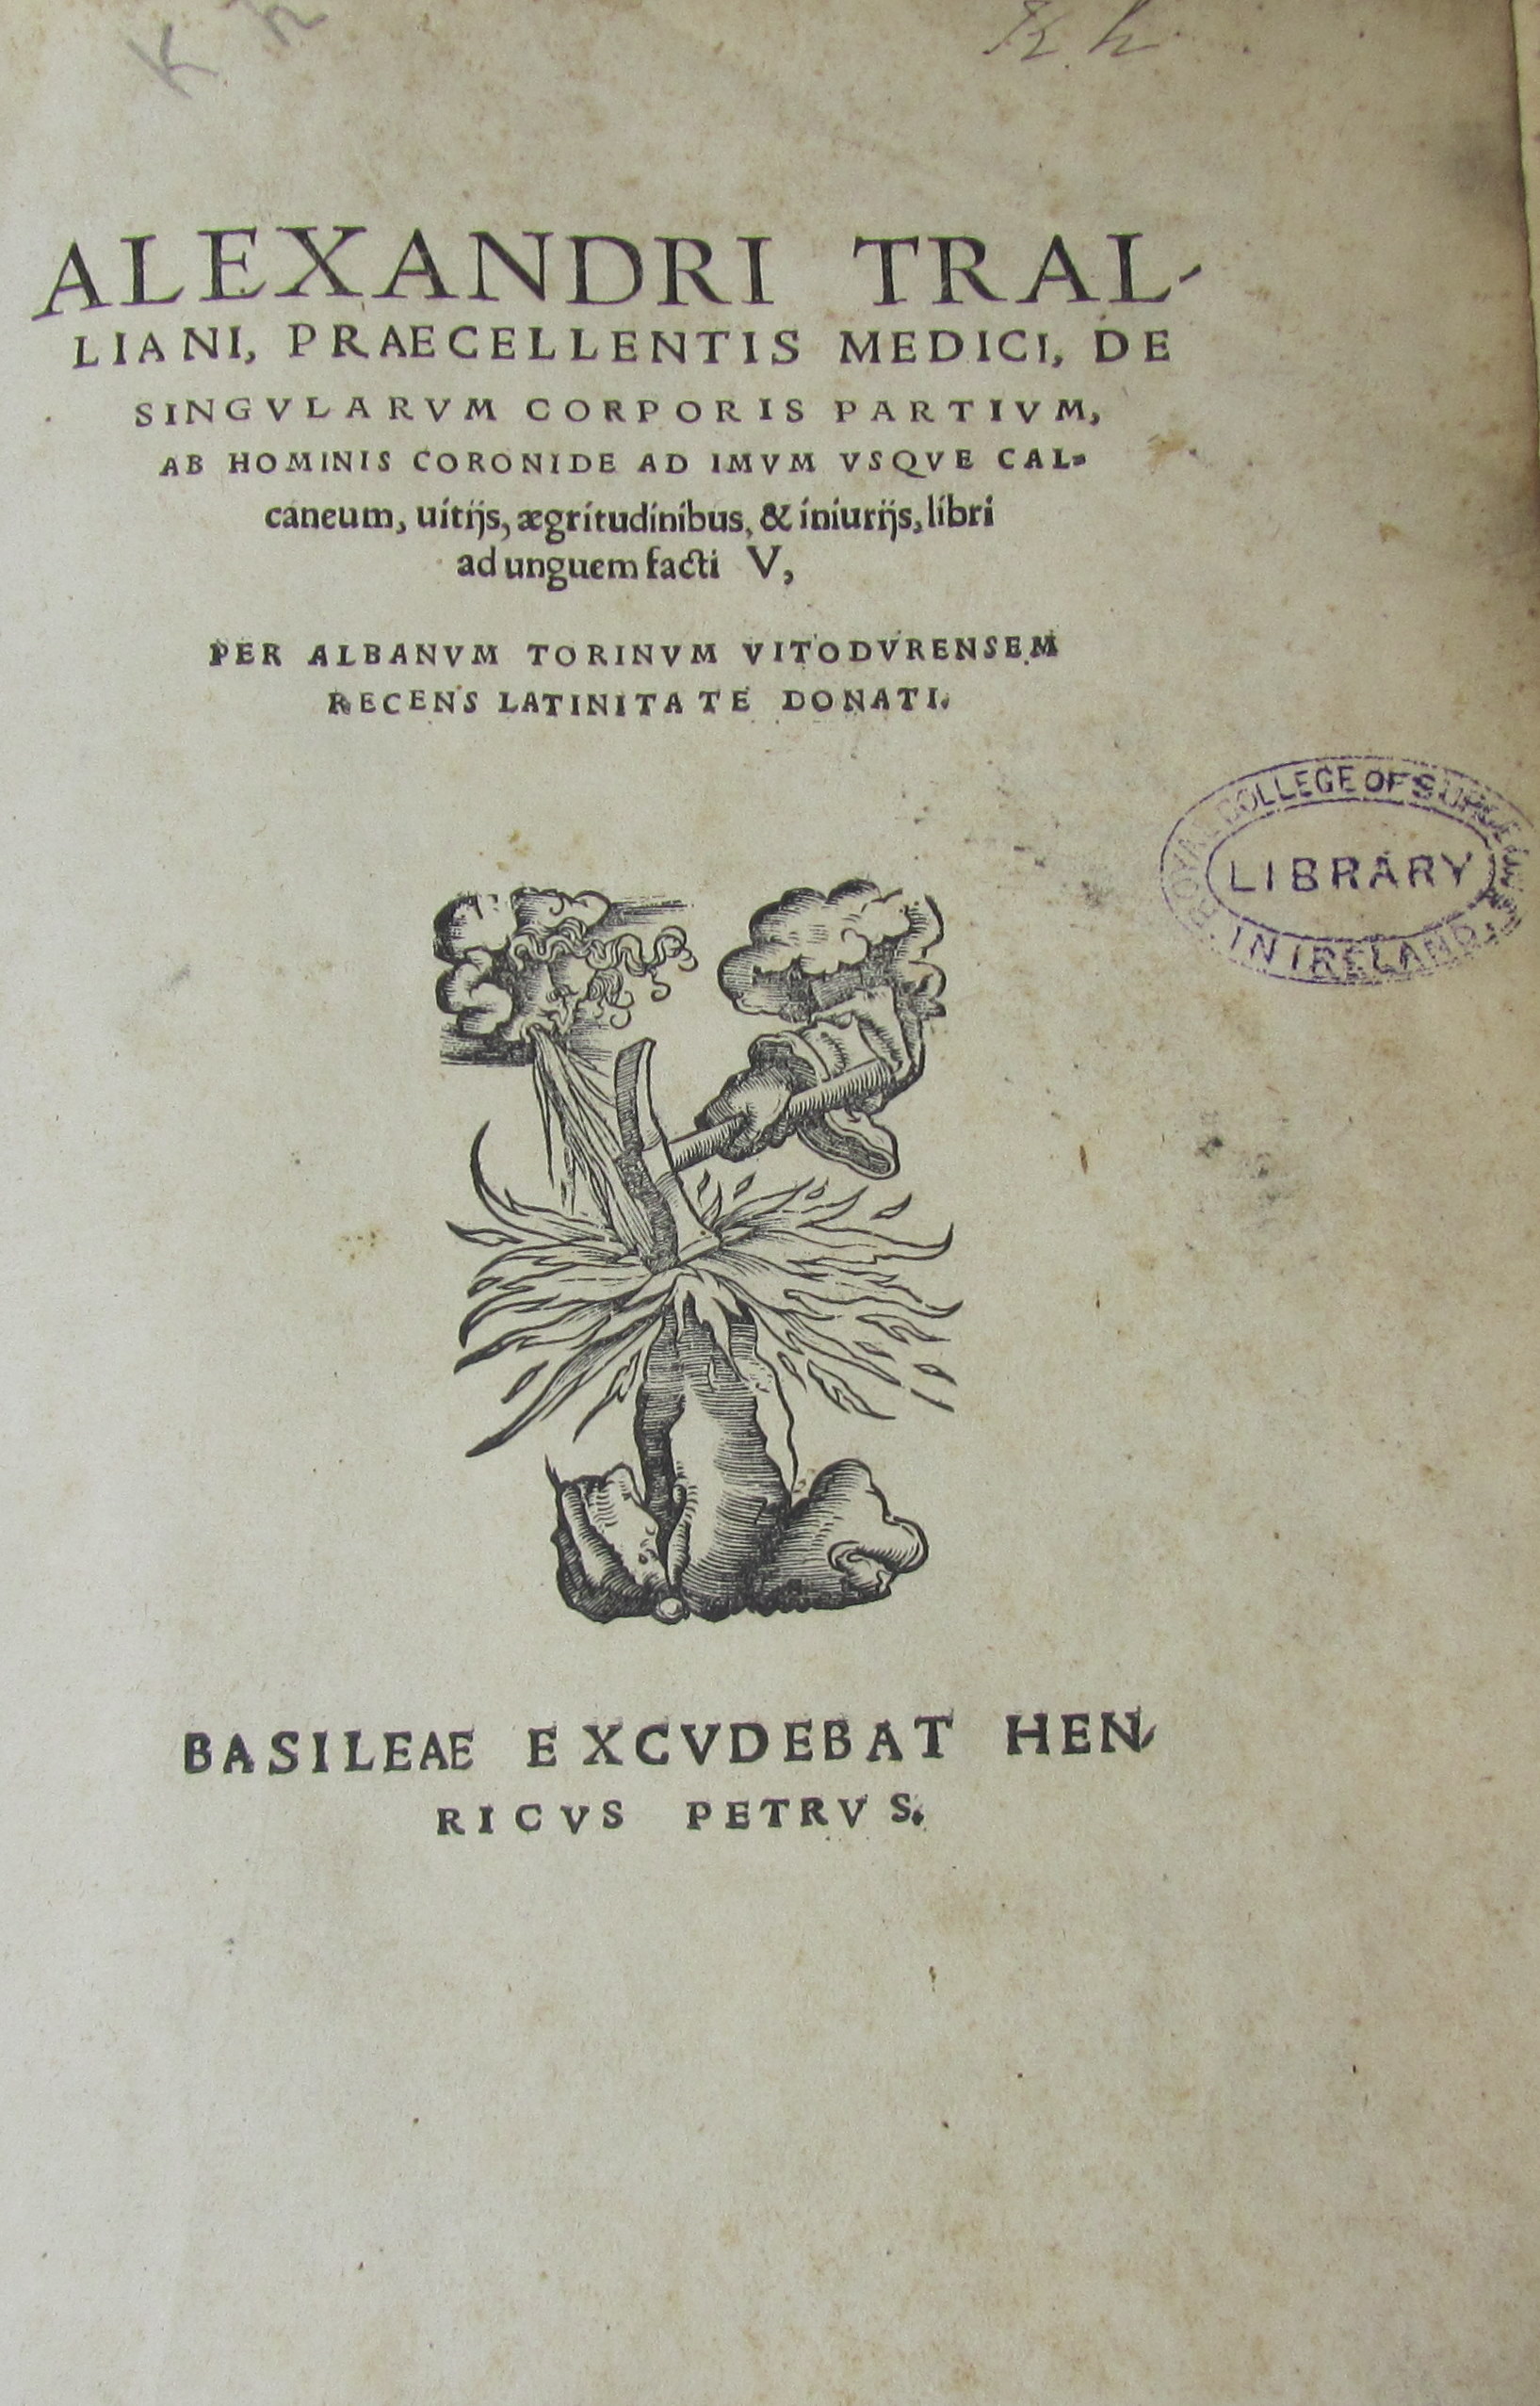 K h
K. h.
ALEXANDRI TRAL-
LIANI, PRAECELLENTIS MEDICI, DE
SINGVLARVM CORPORIS PARTIVM,
AB HOMINIS CORONIDE AD IMVM VSQVE CAL-
caneum, uitijs, ægritudinibus, & iniurijs, libri
ad unguem facti V,
PER ALBANVM TORINVM VITODVRENSEM
RECENS LATINITATE DONATI.
ROYAL COLLEGE OF SURGEONS
LIBRARY
IN IRELAND
BASILEAE EXCVDEBAT HEN-
RICVS PETRVS.